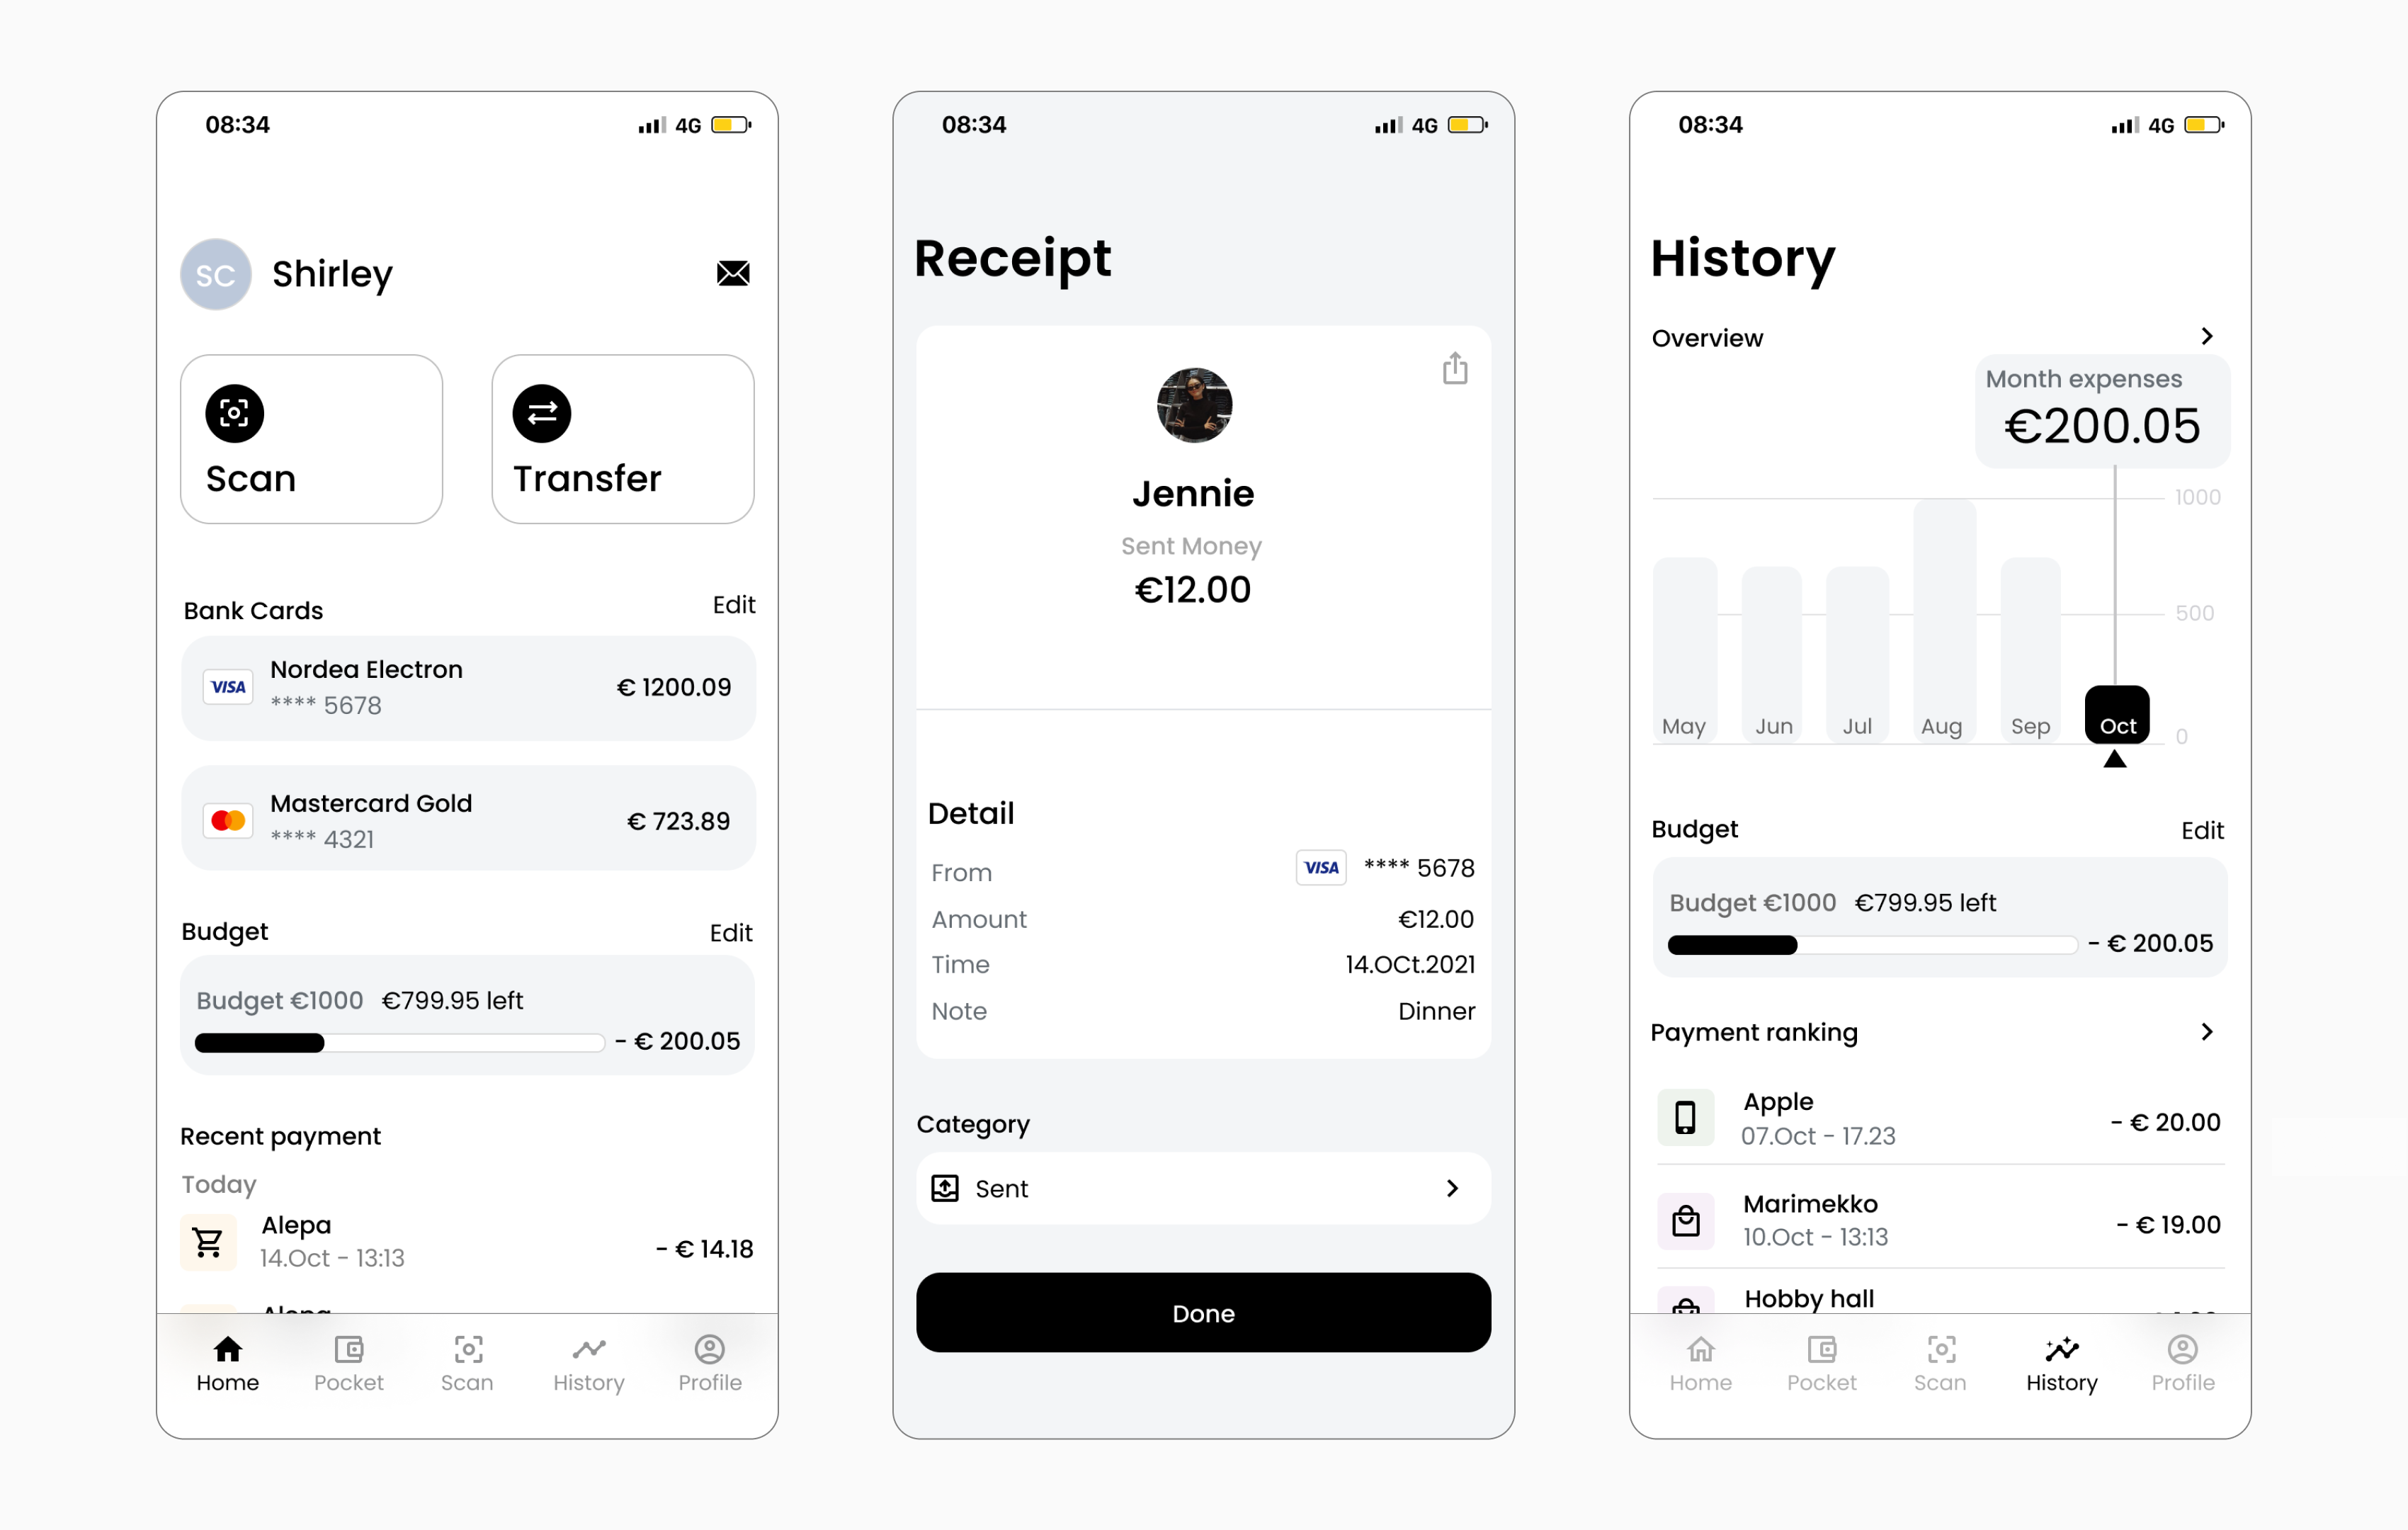 08:34
4G
SC
Shirley
Scan
Transfer
Bank Cards
Edit
VISA
Nordea Electron
**** 5678
€ 1200.09
Mastercard Gold
**** 4321
€ 723.89
Budget
Edit
Budget €1000 €799.95 left
- € 200.05
Recent payment
Today
Alepa
14.Oct - 13:13
- € 14.18
Alepa
Home
Pocket
Scan
History
Profile
08:34
4G
Receipt
Jennie
Sent Money
€12.00
Detail
From
VISA
**** 5678
Amount
€12.00
Time
14.OCt.2021
Note
Dinner
Category
Sent
Done
08:34
4G
History
Overview
Month expenses
€200.05
1000
500
0
May
Jun
Jul
Aug
Sep
Oct
Budget
Edit
Budget €1000 €799.95 left
- € 200.05
Payment ranking
Apple
07.Oct - 17.23
- € 20.00
Marimekko
10.Oct - 13:13
- € 19.00
Hobby hall
Home
Pocket
Scan
History
Profile